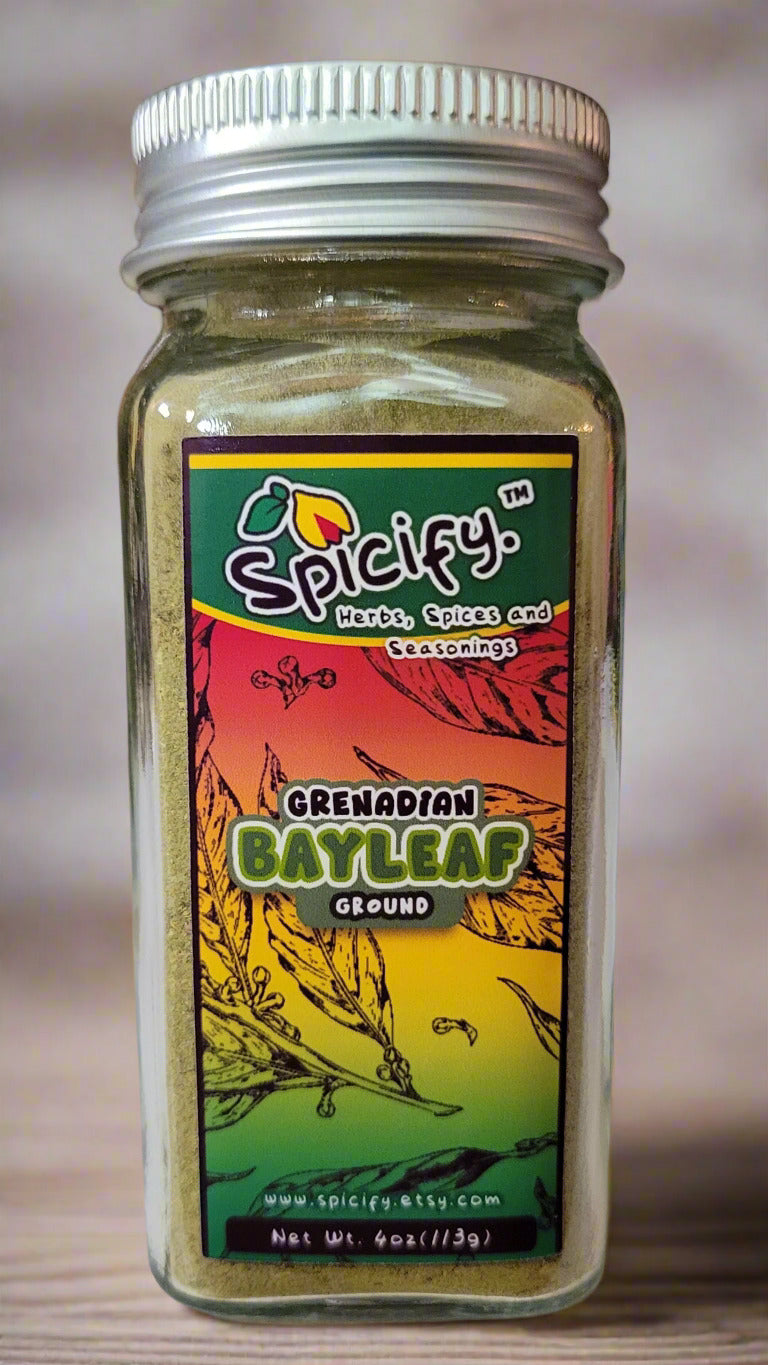 Spicify.™
Herbs, Spices and
Seasonings
GRENADIAN
BAYLEAF
GROUND
www.spicify.etsy.com
Net Wt. 4oz(113g)